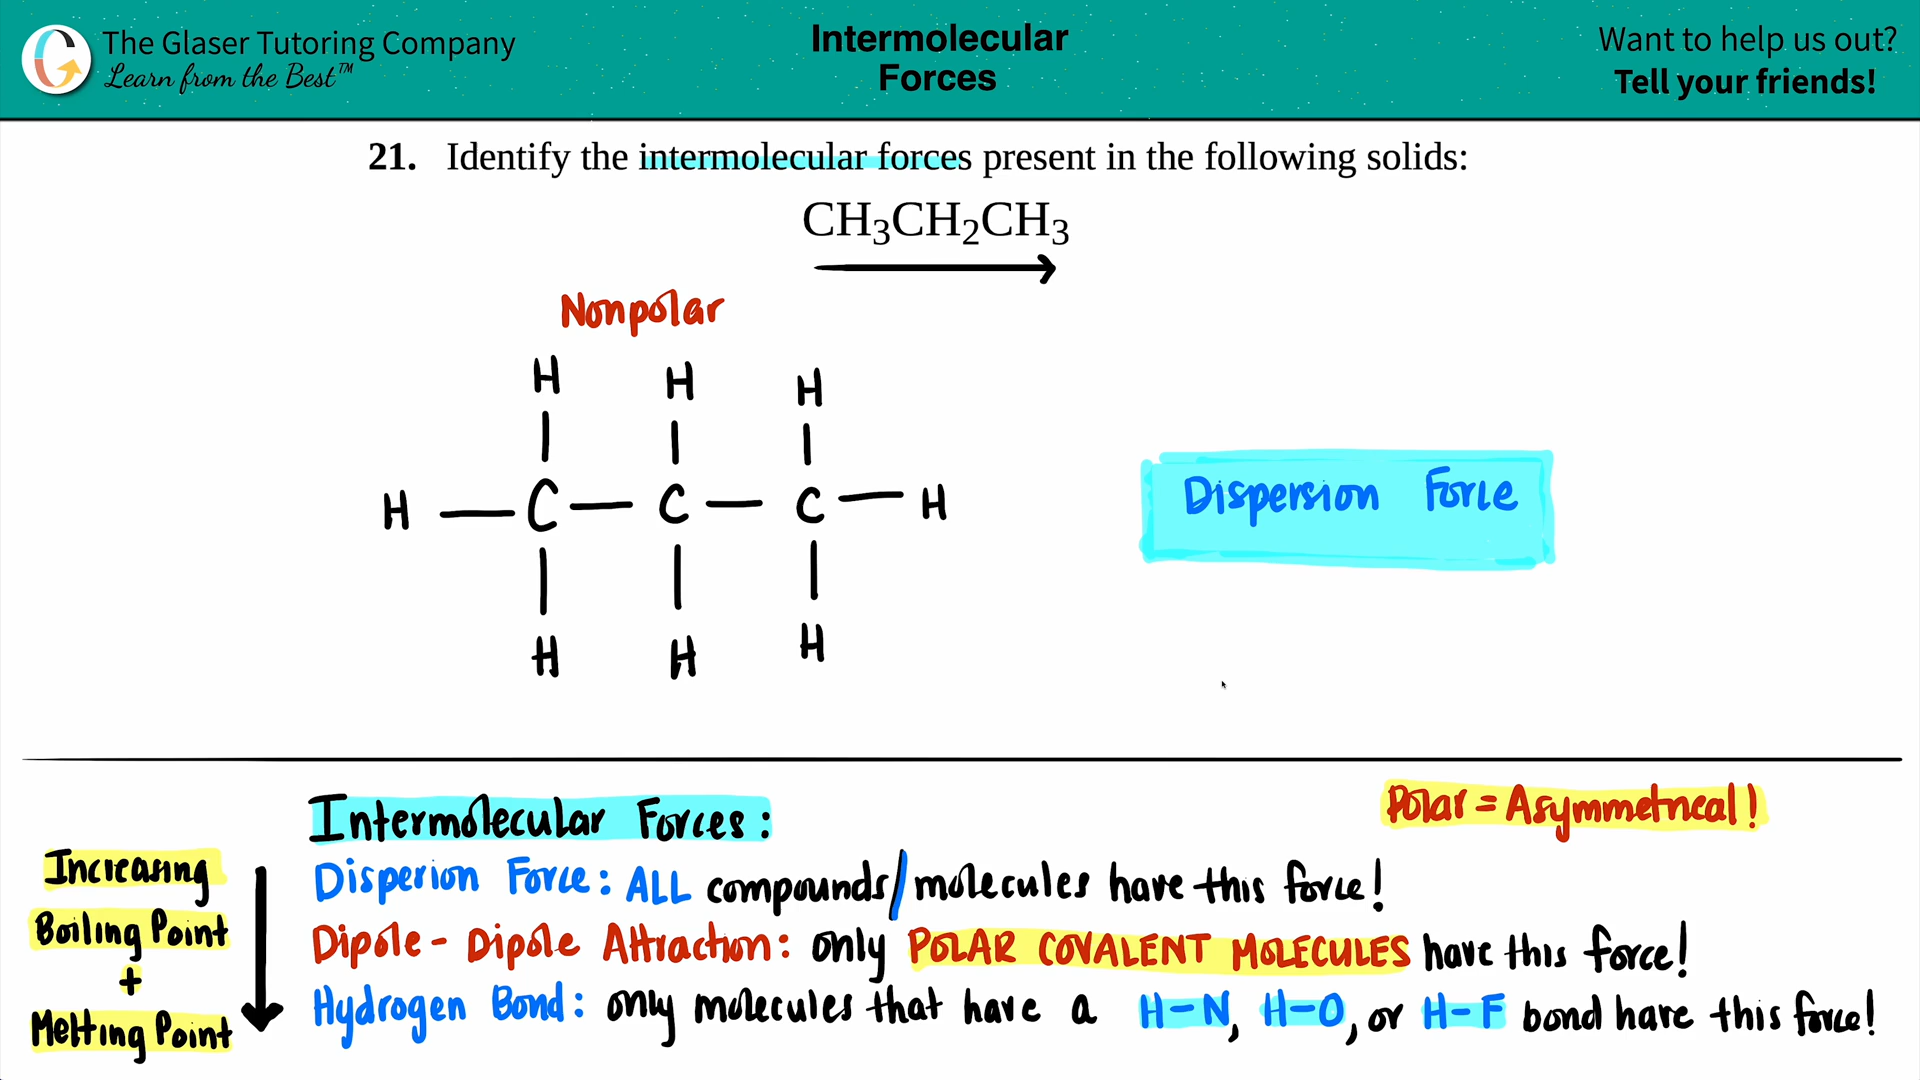 The Glaser Tutoring Company
Learn from the Best™
Intermolecular
Forces
Want to help us out?
Tell your friends!
21. Identify the intermolecular forces present in the following solids:
CH₃CH₂CH₃
Nonpolar
H H H
H — C — C — C — H
H H H
Dispersion Force
Polar = Asymmetrical!
Intermolecular Forces:
Disperion Force: ALL compounds/molecules have this force!
Dipole - Dipole Attraction: only POLAR COVALENT MOLECULES have this force!
Hydrogen Bond: only molecules that have a H-N, H-O, or H-F bond have this force!
Increasing
Boiling Point
+
Melting Point